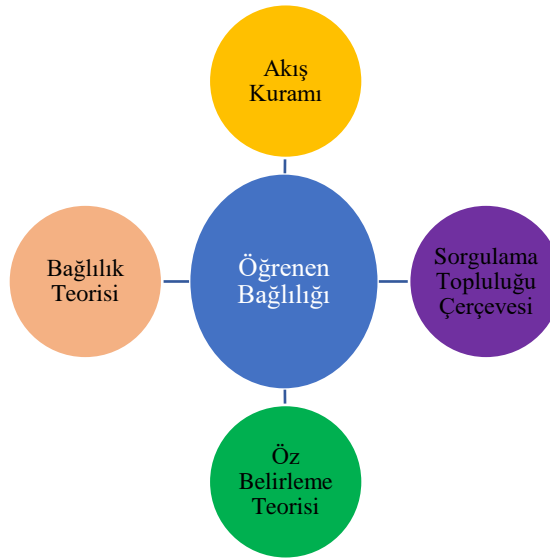 Akış
Kuramı
Bağlılık
Teorisi
Öğrenen
Bağlılığı
Sorgulama
Topluluğu
Çerçevesi
Öz
Belirleme
Teorisi